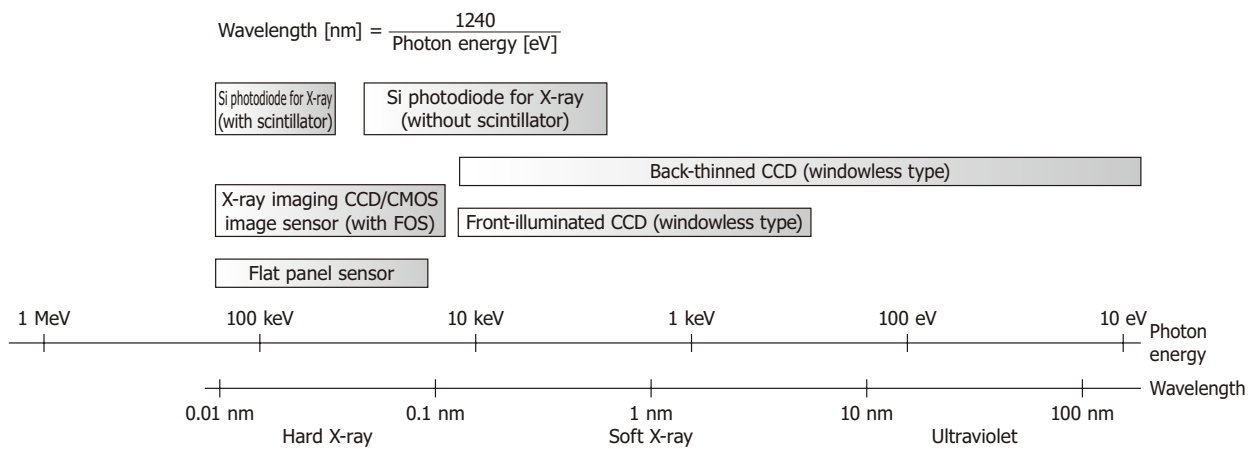 Wavelength [nm] = 1240 / Photon energy [eV]
Si photodiode for X-ray
(with scintillator)
Si photodiode for X-ray
(without scintillator)
Back-thinned CCD (windowless type)
X-ray imaging CCD/CMOS
image sensor (with FOS)
Front-illuminated CCD (windowless type)
Flat panel sensor
1 MeV 100 keV 10 keV 1 keV 100 eV 10 eV
Photon
energy
Wavelength
0.01 nm 0.1 nm 1 nm 10 nm 100 nm
Hard X-ray Soft X-ray Ultraviolet